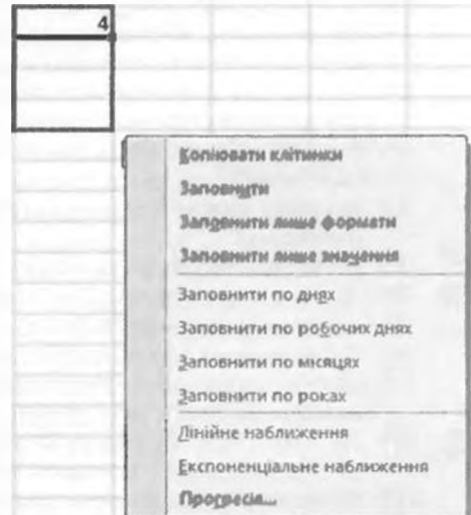 4
Копіювати клітинки
Заповнити
Заповнити лише формати
Заповнити лише значення
Заповнити по днях
Заповнити по робочих днях
Заповнити по місяцях
Заповнити по роках
Лінійне наближення
Експоненціальне наближення
Прогресія...